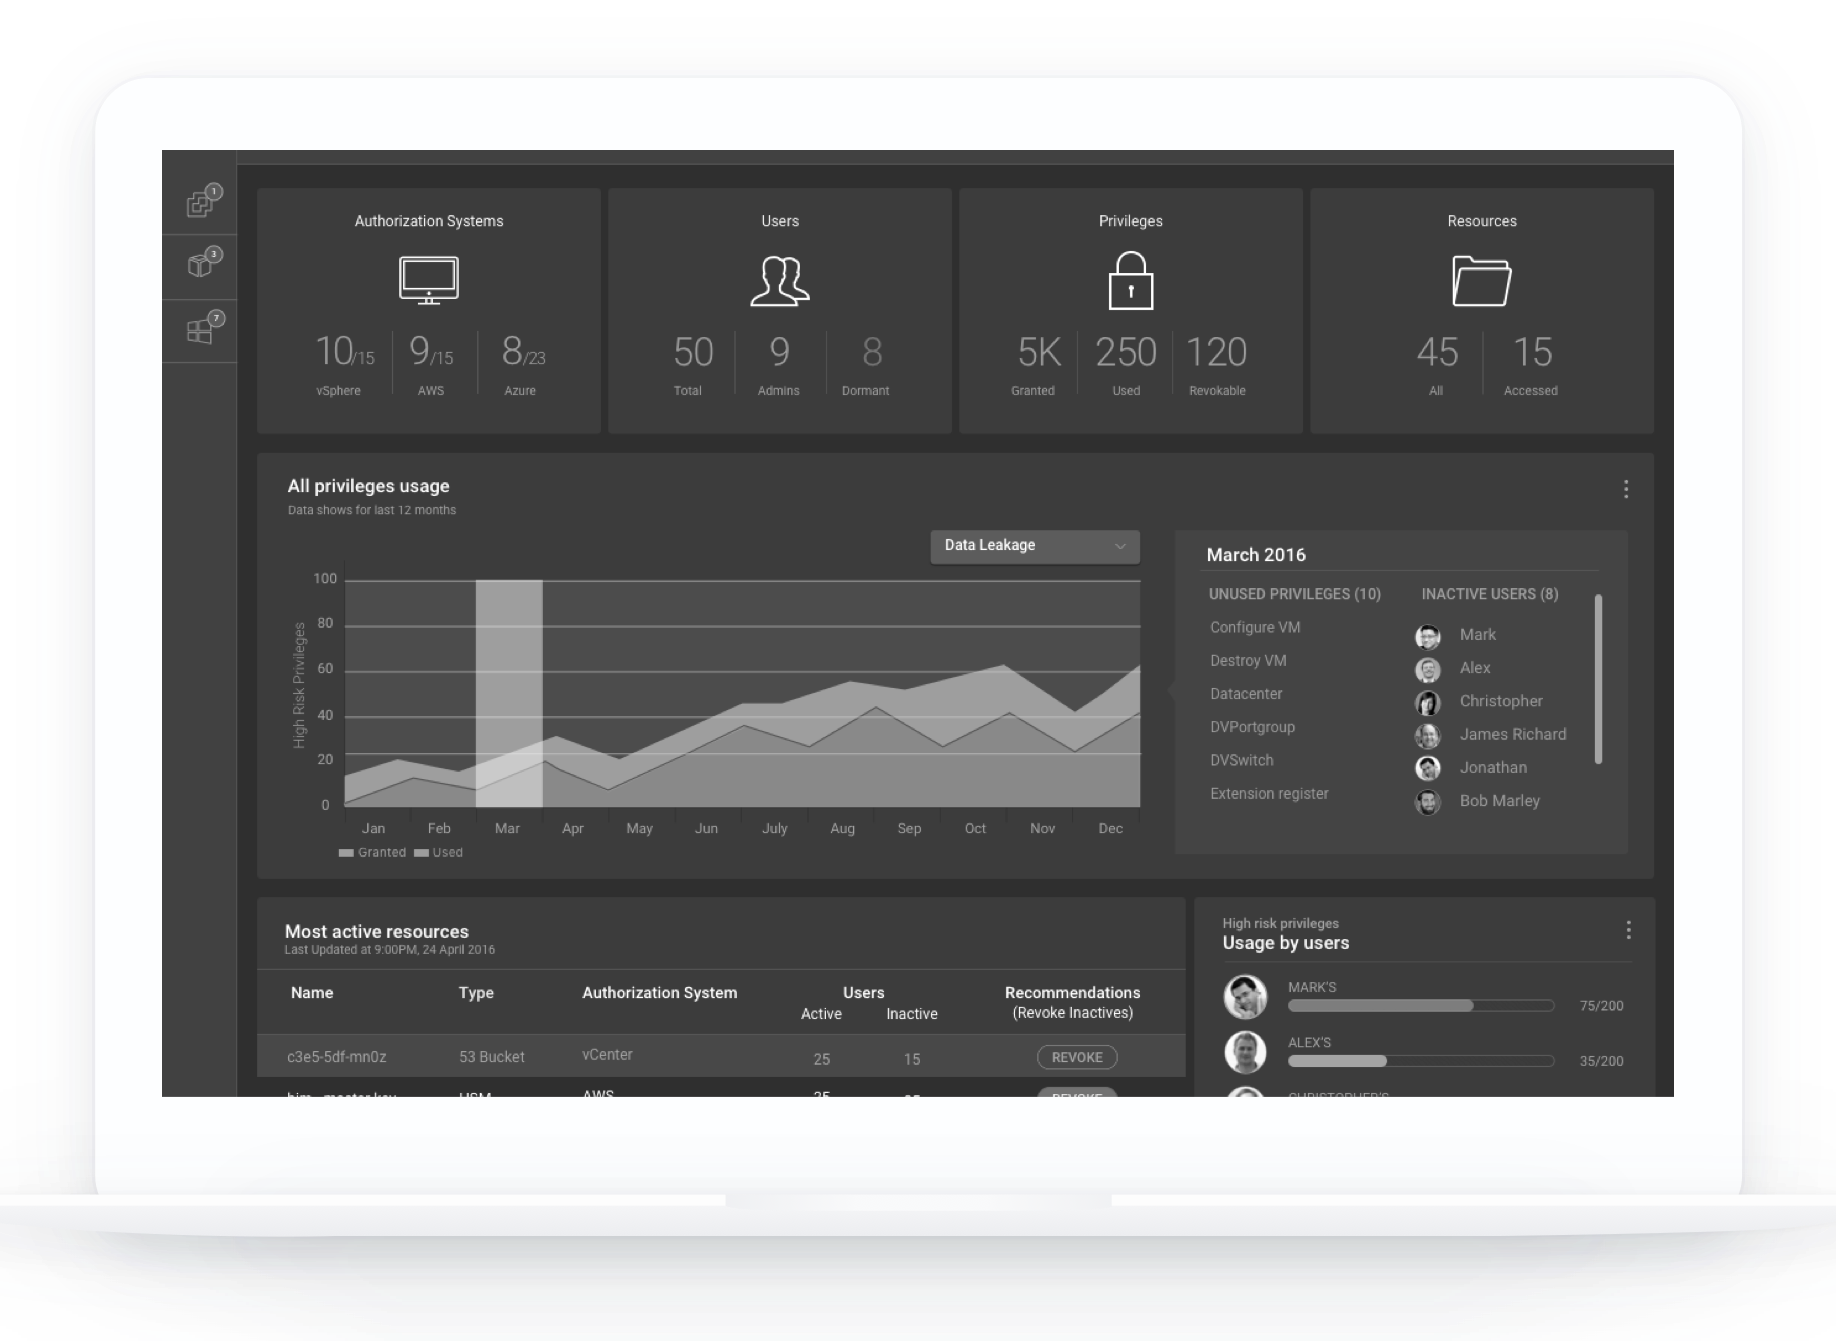 1
3
7
Authorization Systems
10/15 9/15 8/23
vSphere AWS Azure
Users
50 9 8
Total Admins Dormant
Privileges
5K 250 120
Granted Used Revokable
Resources
45 15
All Accessed
All privileges usage
Data shows for last 12 months
Data Leakage
High Risk Privileges
100
80
60
40
20
0
Jan Feb Mar Apr May Jun July Aug Sep Oct Nov Dec
Granted Used
March 2016
UNUSED PRIVILEGES (10)
Configure VM
Destroy VM
Datacenter
DVPortgroup
DVSwitch
Extension register
INACTIVE USERS (8)
Mark
Alex
Christopher
James Richard
Jonathan
Bob Marley
Most active resources
Last Updated at 9:00PM, 24 April 2016
Name Type Authorization System Users Recommendations
Active Inactive (Revoke Inactives)
c3e5-5df-mn0z 53 Bucket vCenter 25 15 REVOKE
AWS REVOKE
High risk privileges
Usage by users
MARK'S
75/200
ALEX'S
35/200
CHRISTOPHER'S